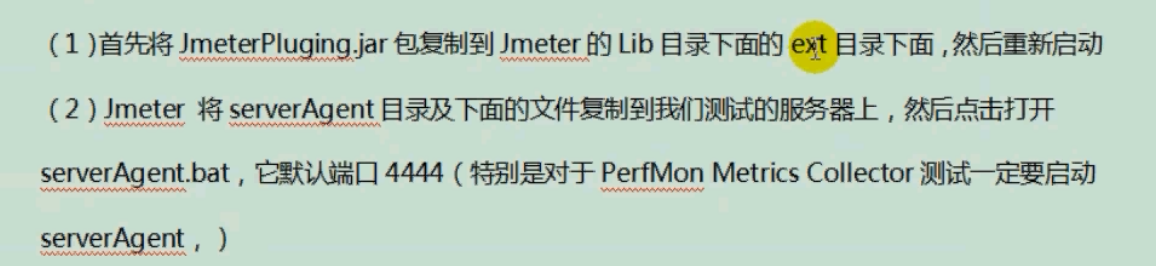 （1）首先将 JmeterPluging.jar 包复制到 Jmeter 的 Lib 目录下面的 ext 目录下面，然后重新启动
（2）Jmeter 将 serverAgent 目录及下面的文件复制到我们测试的服务器上，然后点击打开
serverAgent.bat，它默认端口 4444（特别是对于 PerfMon Metrics Collector 测试一定要启动
serverAgent，）